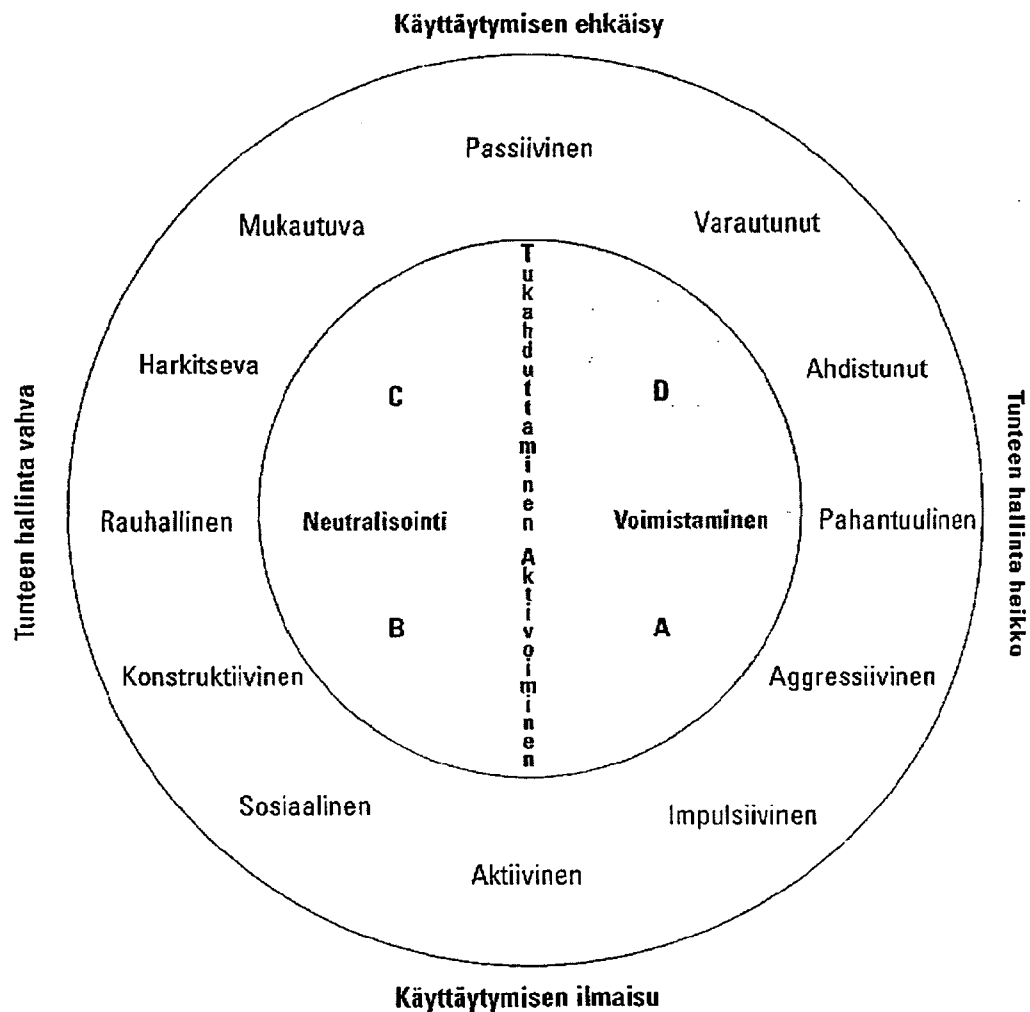 Käyttäytymisen ehkäisy
Passiivinen
Mukautuva
Varautunut
Harkitseva
Ahdistunut
C
D
Tukahduttaminen Aktivoiminen
Tunteen hallinta vahva
Tunteen hallinta heikko
Rauhallinen
Neutralisointi
Voimistaminen
Pahantuulinen
B
A
Konstruktiivinen
Aggressiivinen
Sosiaalinen
Impulsiivinen
Aktiivinen
Käyttäytymisen ilmaisu